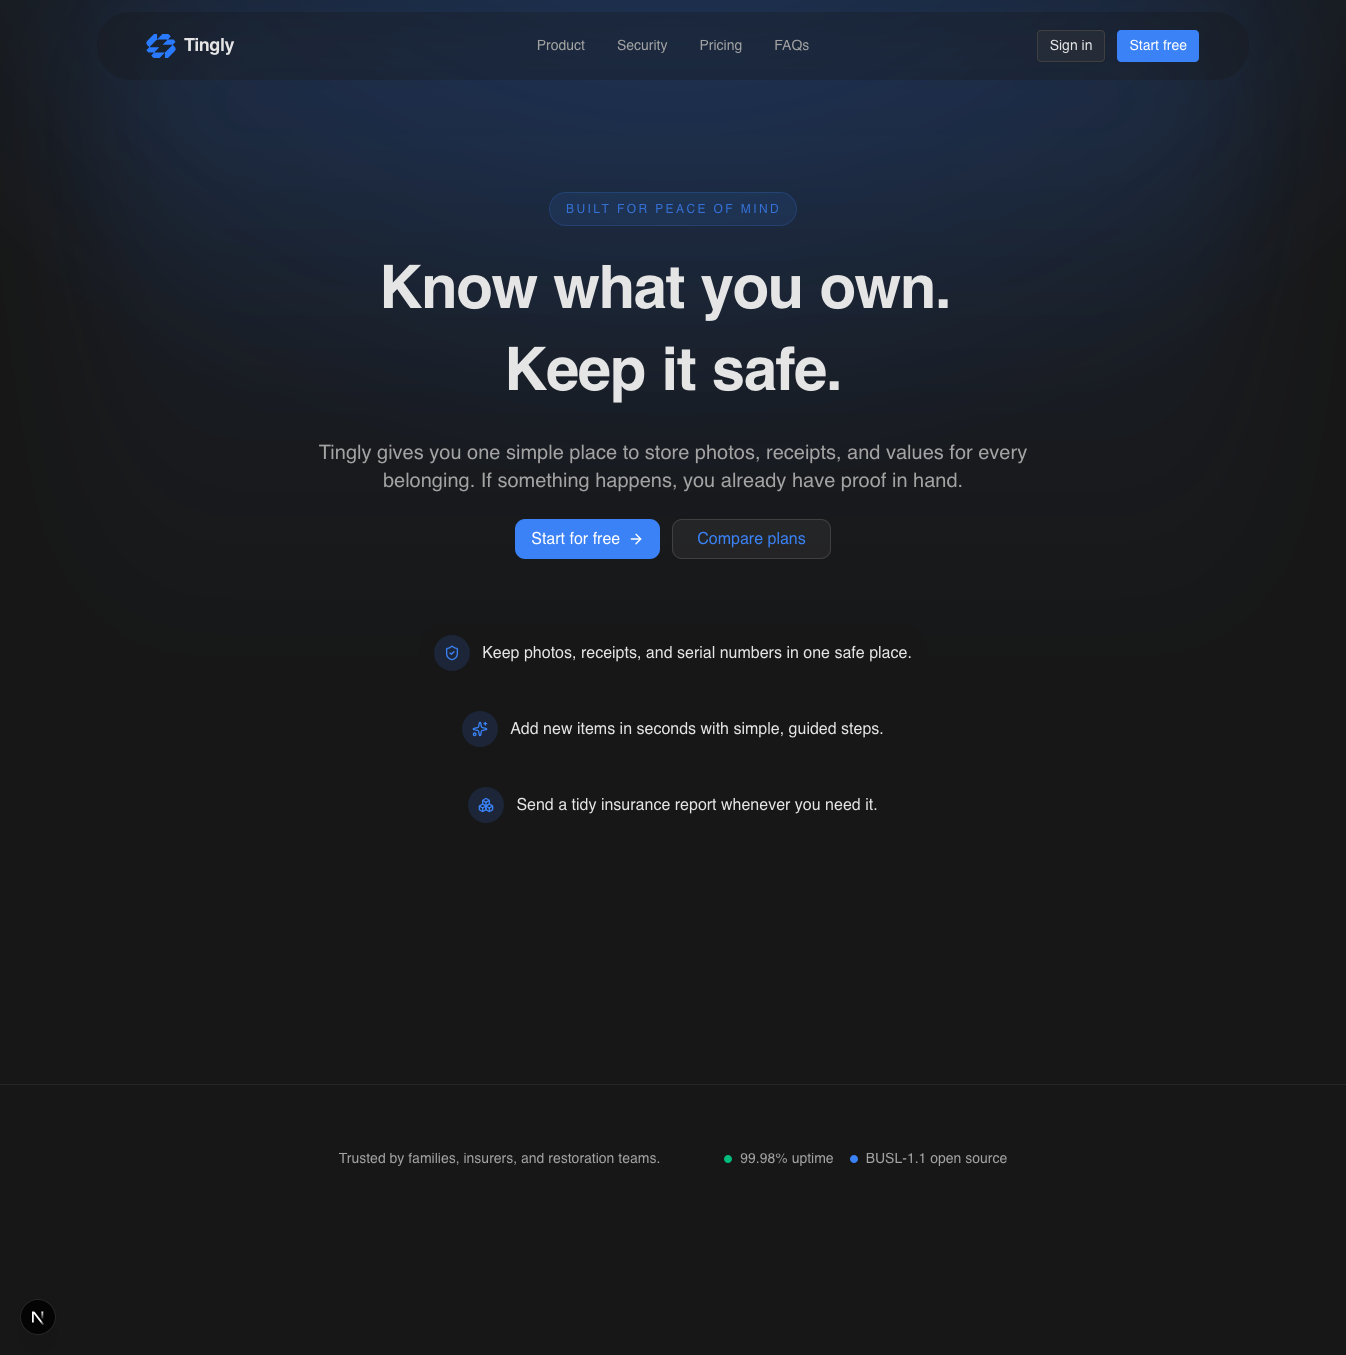 Tingly
Product
Security
Pricing
FAQs
Sign in
Start free
BUILT FOR PEACE OF MIND
Know what you own.
Keep it safe.
Tingly gives you one simple place to store photos, receipts, and values for every
belonging. If something happens, you already have proof in hand.
Start for free
Compare plans
Keep photos, receipts, and serial numbers in one safe place.
Add new items in seconds with simple, guided steps.
Send a tidy insurance report whenever you need it.
Trusted by families, insurers, and restoration teams.
99.98% uptime
BUSL-1.1 open source
N